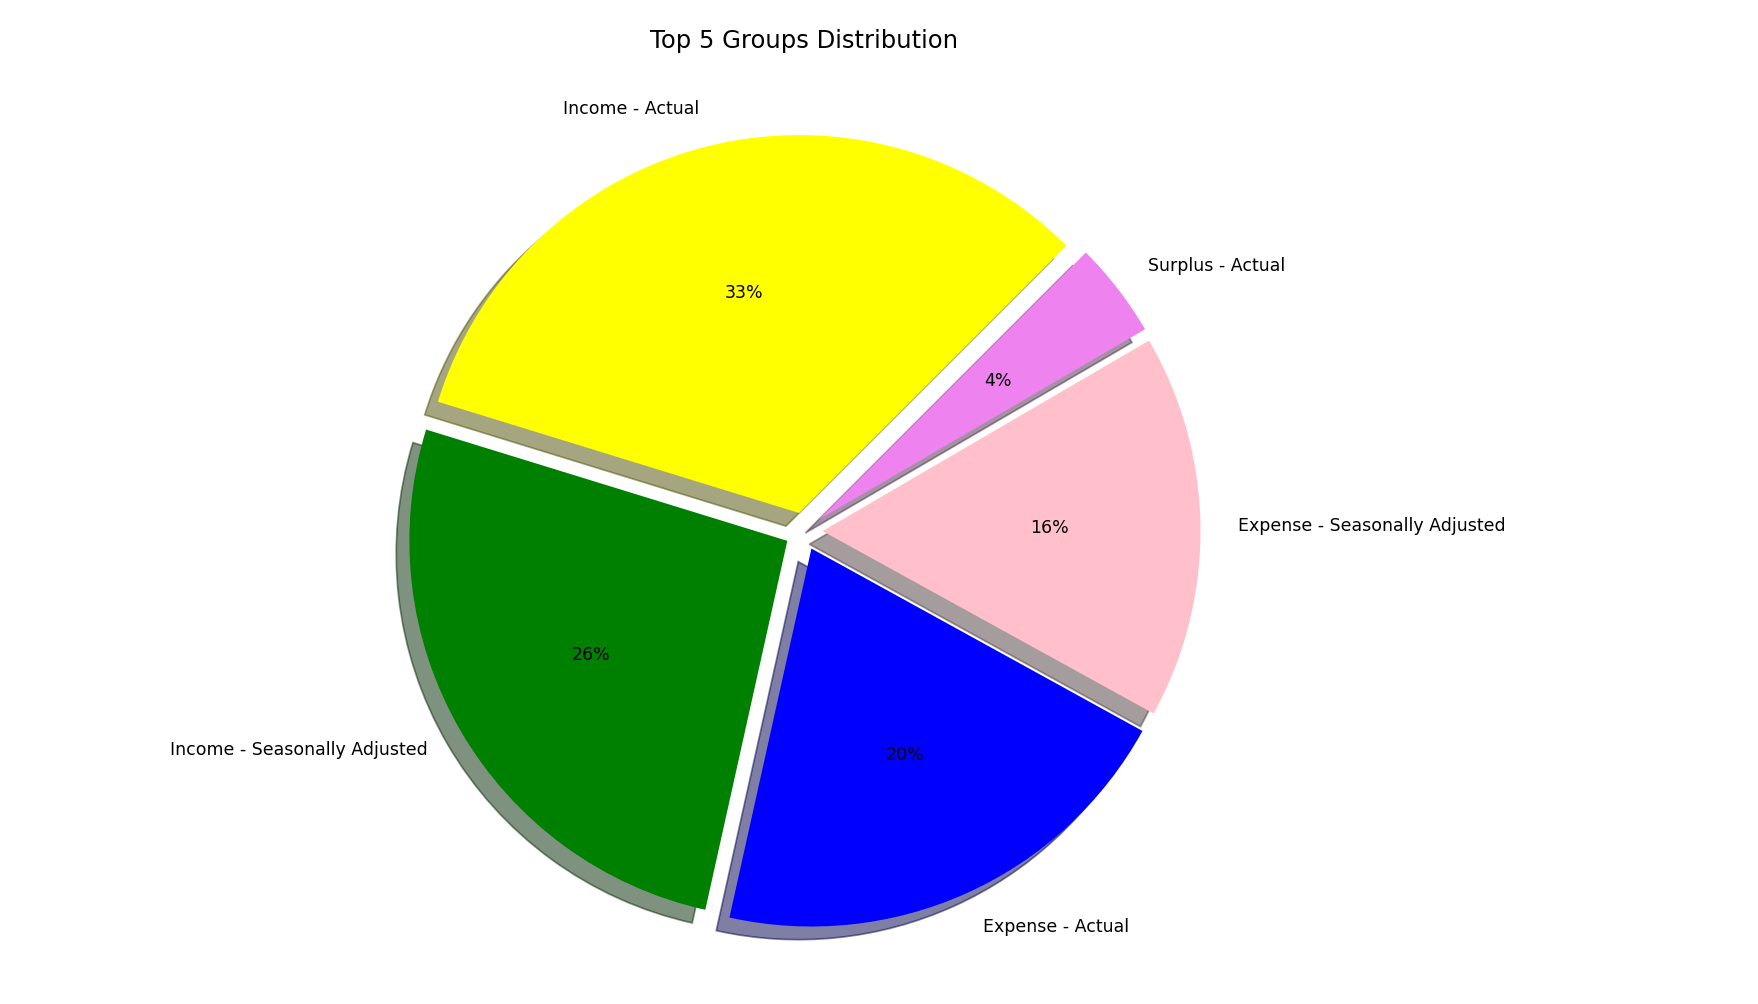 Top 5 Groups Distribution
Income - Actual
33%
Surplus - Actual
4%
Expense - Seasonally Adjusted
16%
26%
Income - Seasonally Adjusted
20%
Expense - Actual